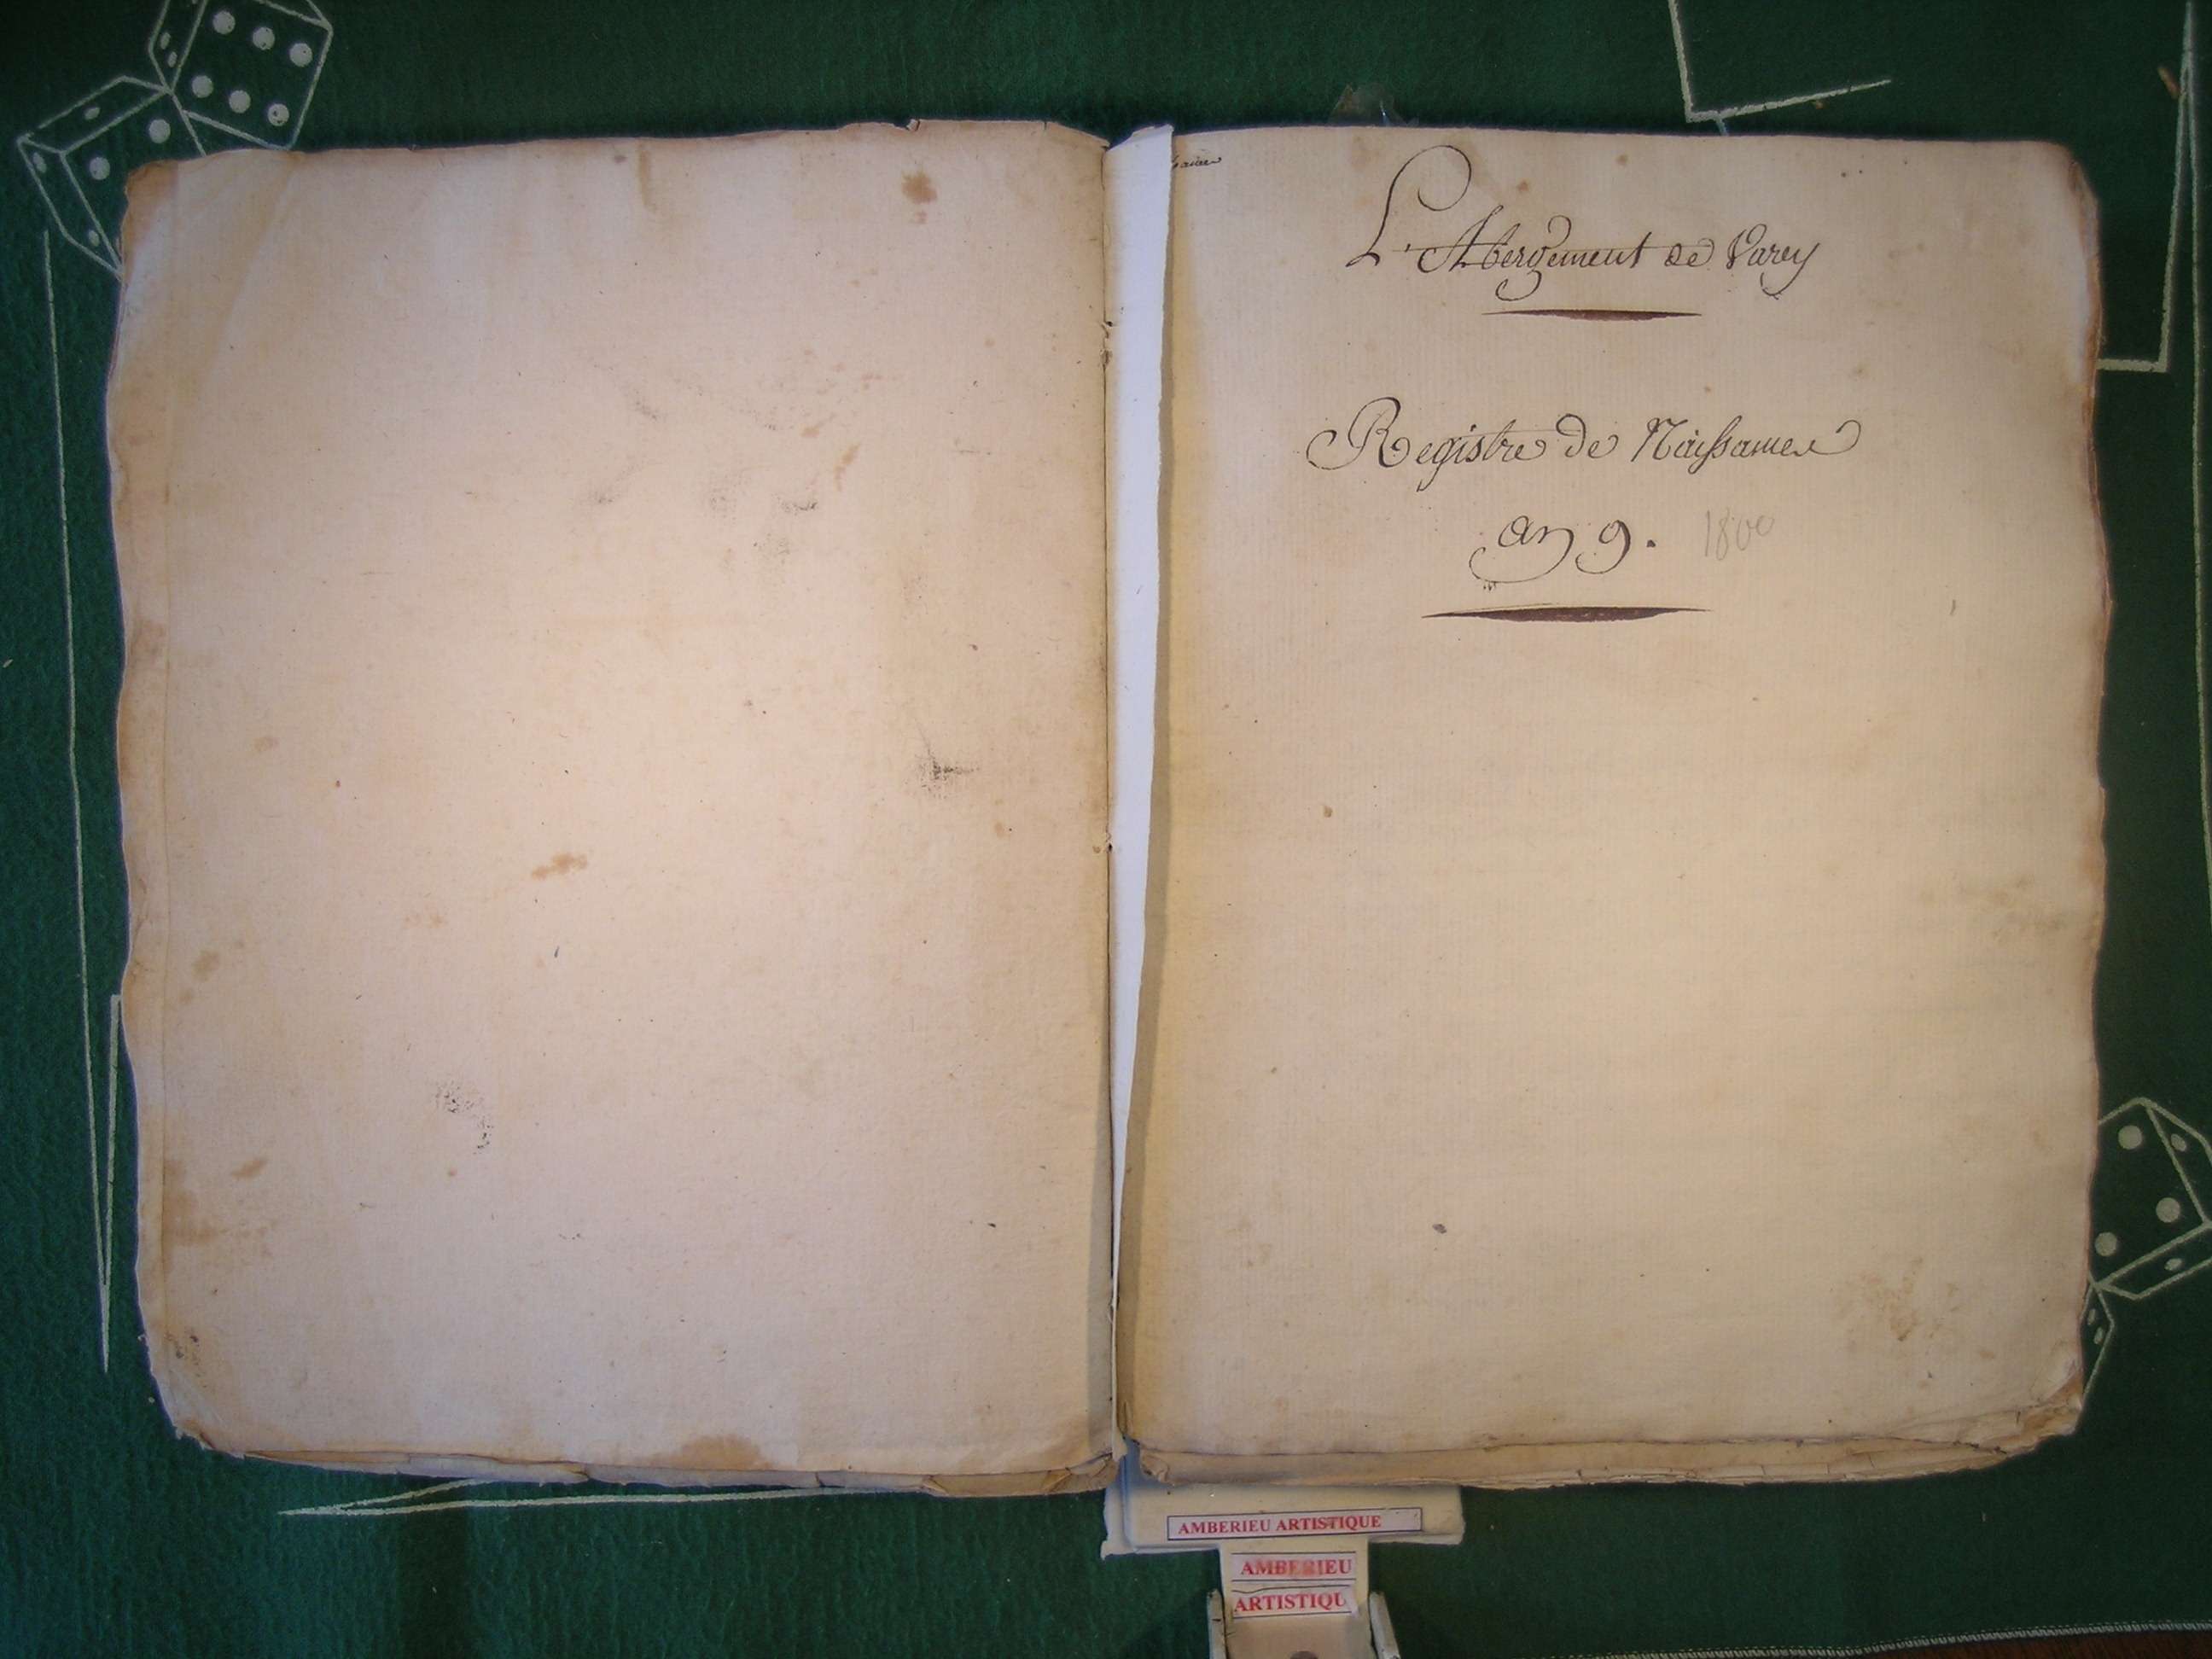 L'Abergement de Varey
Registre de Naissance
an 9. 1800
AMBERIEU ARTISTIQUE
AMBERIEU
ARTISTIQU